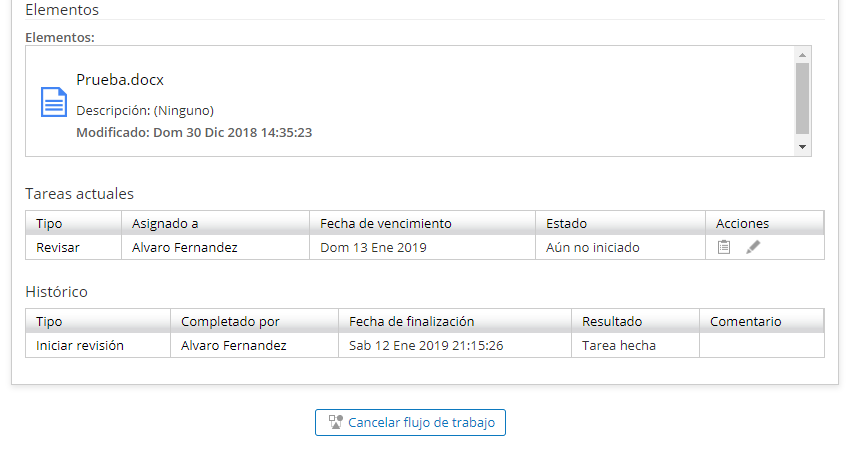 Elementos
Elementos:
Prueba.docx
Descripción: (Ninguno)
Modificado: Dom 30 Dic 2018 14:35:23
Tareas actuales
Tipo Asignado a Fecha de vencimiento Estado Acciones
Revisar Alvaro Fernandez Dom 13 Ene 2019 Aún no iniciado
Histórico
Tipo Completado por Fecha de finalización Resultado Comentario
Iniciar revisión Alvaro Fernandez Sab 12 Ene 2019 21:15:26 Tarea hecha
Cancelar flujo de trabajo